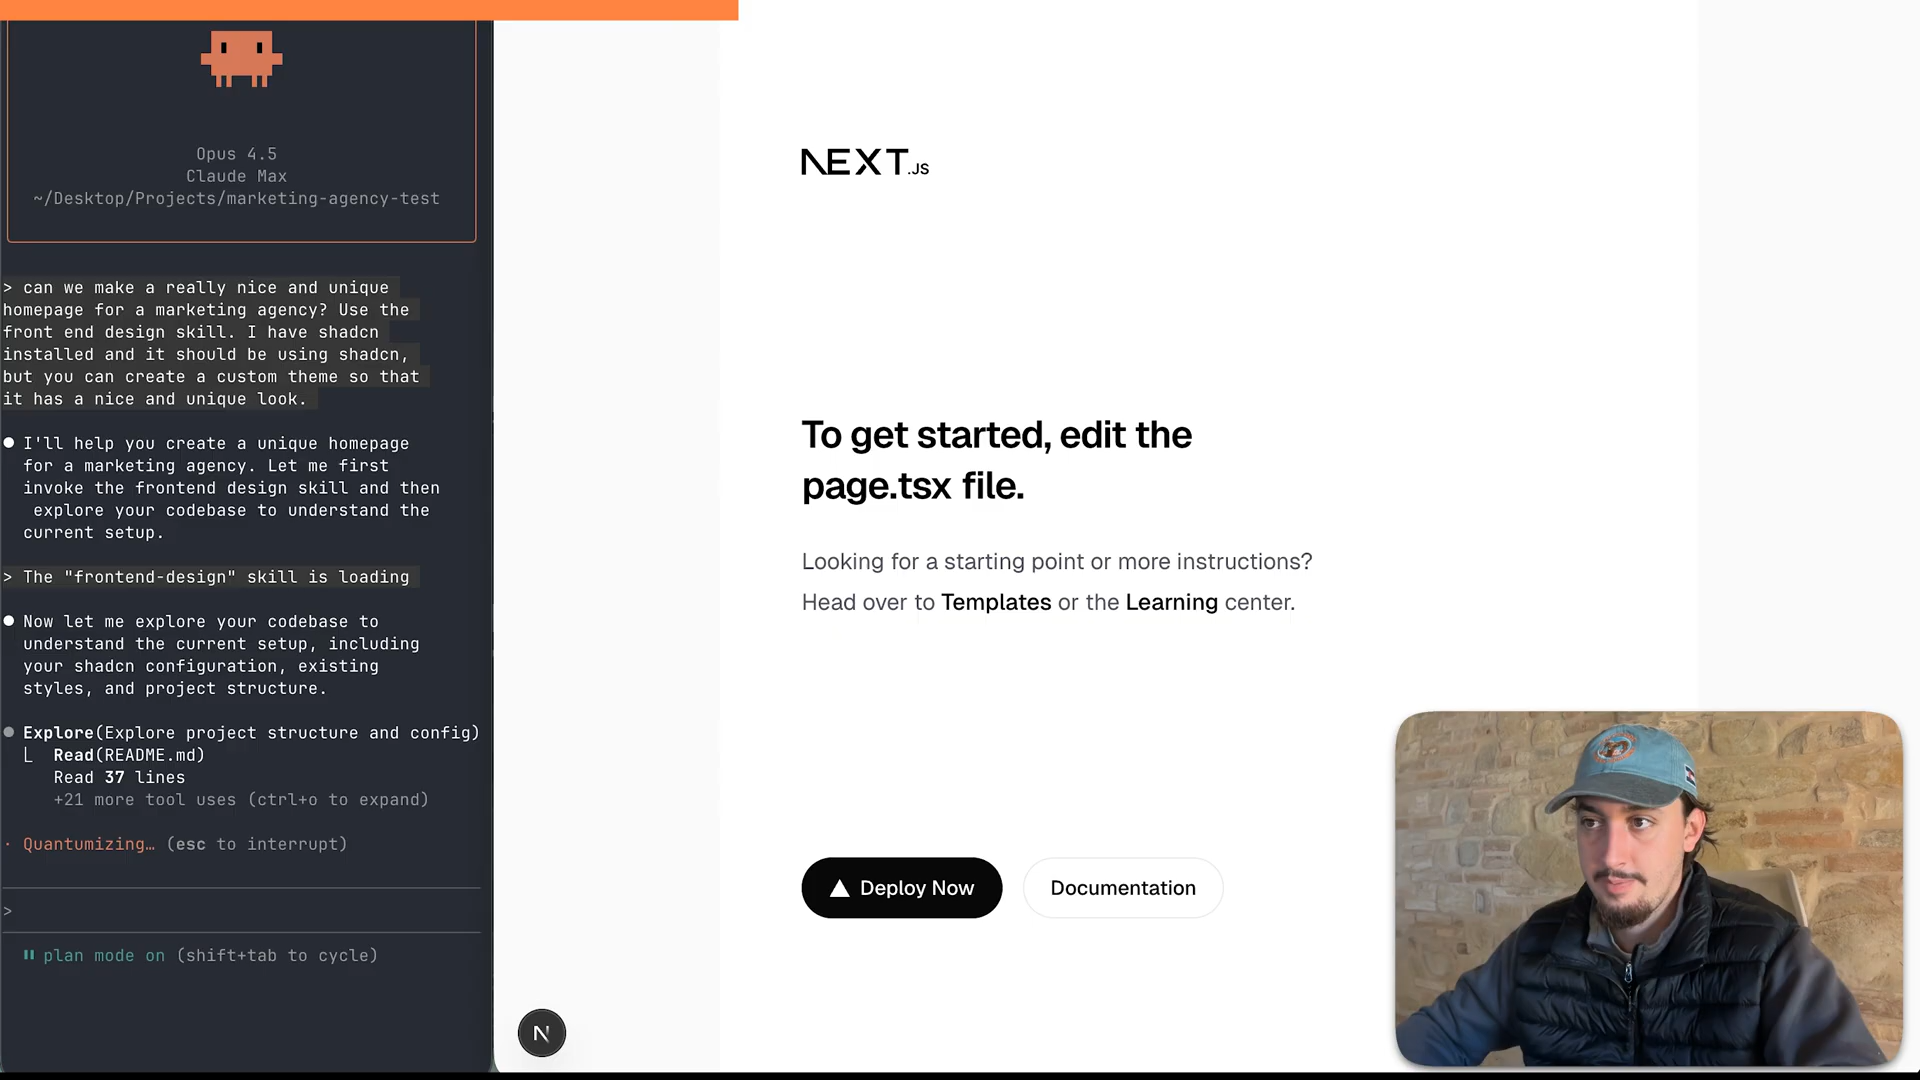 Opus 4.5
Claude Max
~/Desktop/Projects/marketing-agency-test
> can we make a really nice and unique
homepage for a marketing agency? Use the
front end design skill. I have shadcn
installed and it should be using shadcn,
but you can create a custom theme so that
it has a nice and unique look.
● I'll help you create a unique homepage
for a marketing agency. Let me first
invoke the frontend design skill and then
explore your codebase to understand the
current setup.
> The "frontend-design" skill is loading
● Now let me explore your codebase to
understand the current setup, including
your shadcn configuration, existing
styles, and project structure.
● Explore(Explore project structure and config)
⎿ Read(README.md)
Read 37 lines
+21 more tool uses (ctrl+o to expand)
· Quantumizing… (esc to interrupt)
>
⏸ plan mode on (shift+tab to cycle)
NEXT.JS
To get started, edit the
page.tsx file.
Looking for a starting point or more instructions?
Head over to Templates or the Learning center.
▲ Deploy Now
Documentation
N